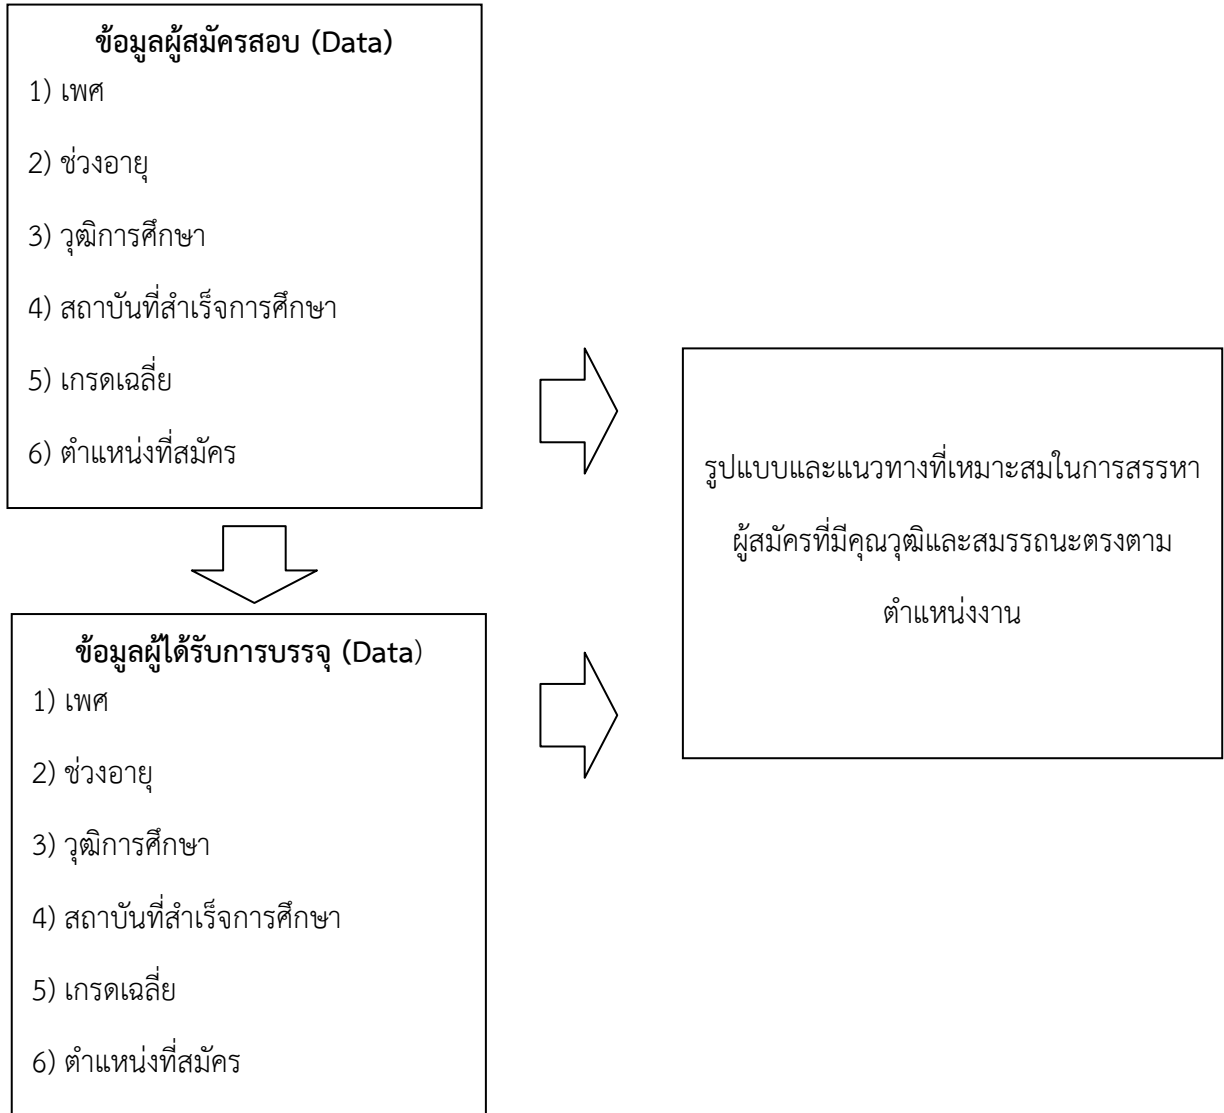 ข้อมูลผู้สมัครสอบ (Data)
1) เพศ
2) ช่วงอายุ
3) วุฒิการศึกษา
4) สถาบันที่สำเร็จการศึกษา
5) เกรดเฉลี่ย
6) ตำแหน่งที่สมัคร
รูปแบบและแนวทางที่เหมาะสมในการสรรหา
ผู้สมัครที่มีคุณวุฒิและสมรรถนะตรงตาม
ตำแหน่งงาน
ข้อมูลผู้ได้รับการบรรจุ (Data)
1) เพศ
2) ช่วงอายุ
3) วุฒิการศึกษา
4) สถาบันที่สำเร็จการศึกษา
5) เกรดเฉลี่ย
6) ตำแหน่งที่สมัคร